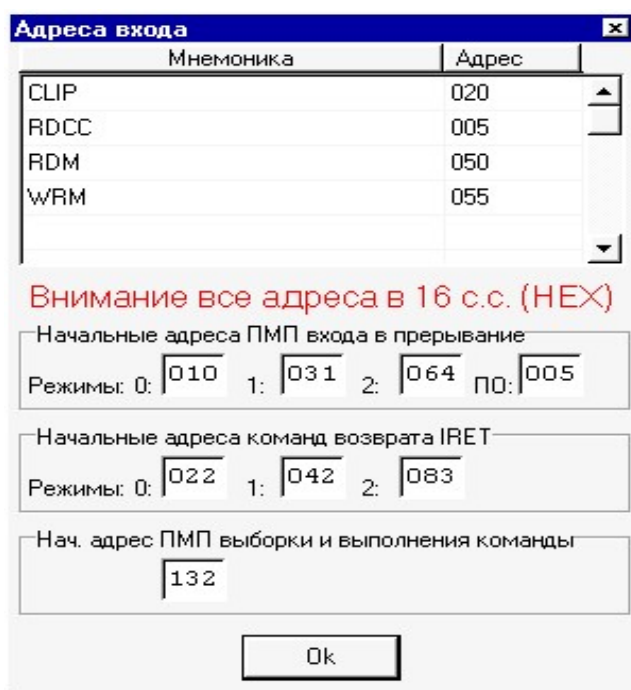 Адреса входа
Мнемоника Адрес
CLIP 020
RDCC 005
RDM 050
WRM 055
Внимание все адреса в 16 с.с. (HEX)
Начальные адреса ПМП входа в прерывание
Режимы: 0: 010 1: 031 2: 064 П0: 005
Начальные адреса команд возврата IRET
Режимы: 0: 022 1: 042 2: 083
Нач. адрес ПМП выборки и выполнения команды
132
Ok